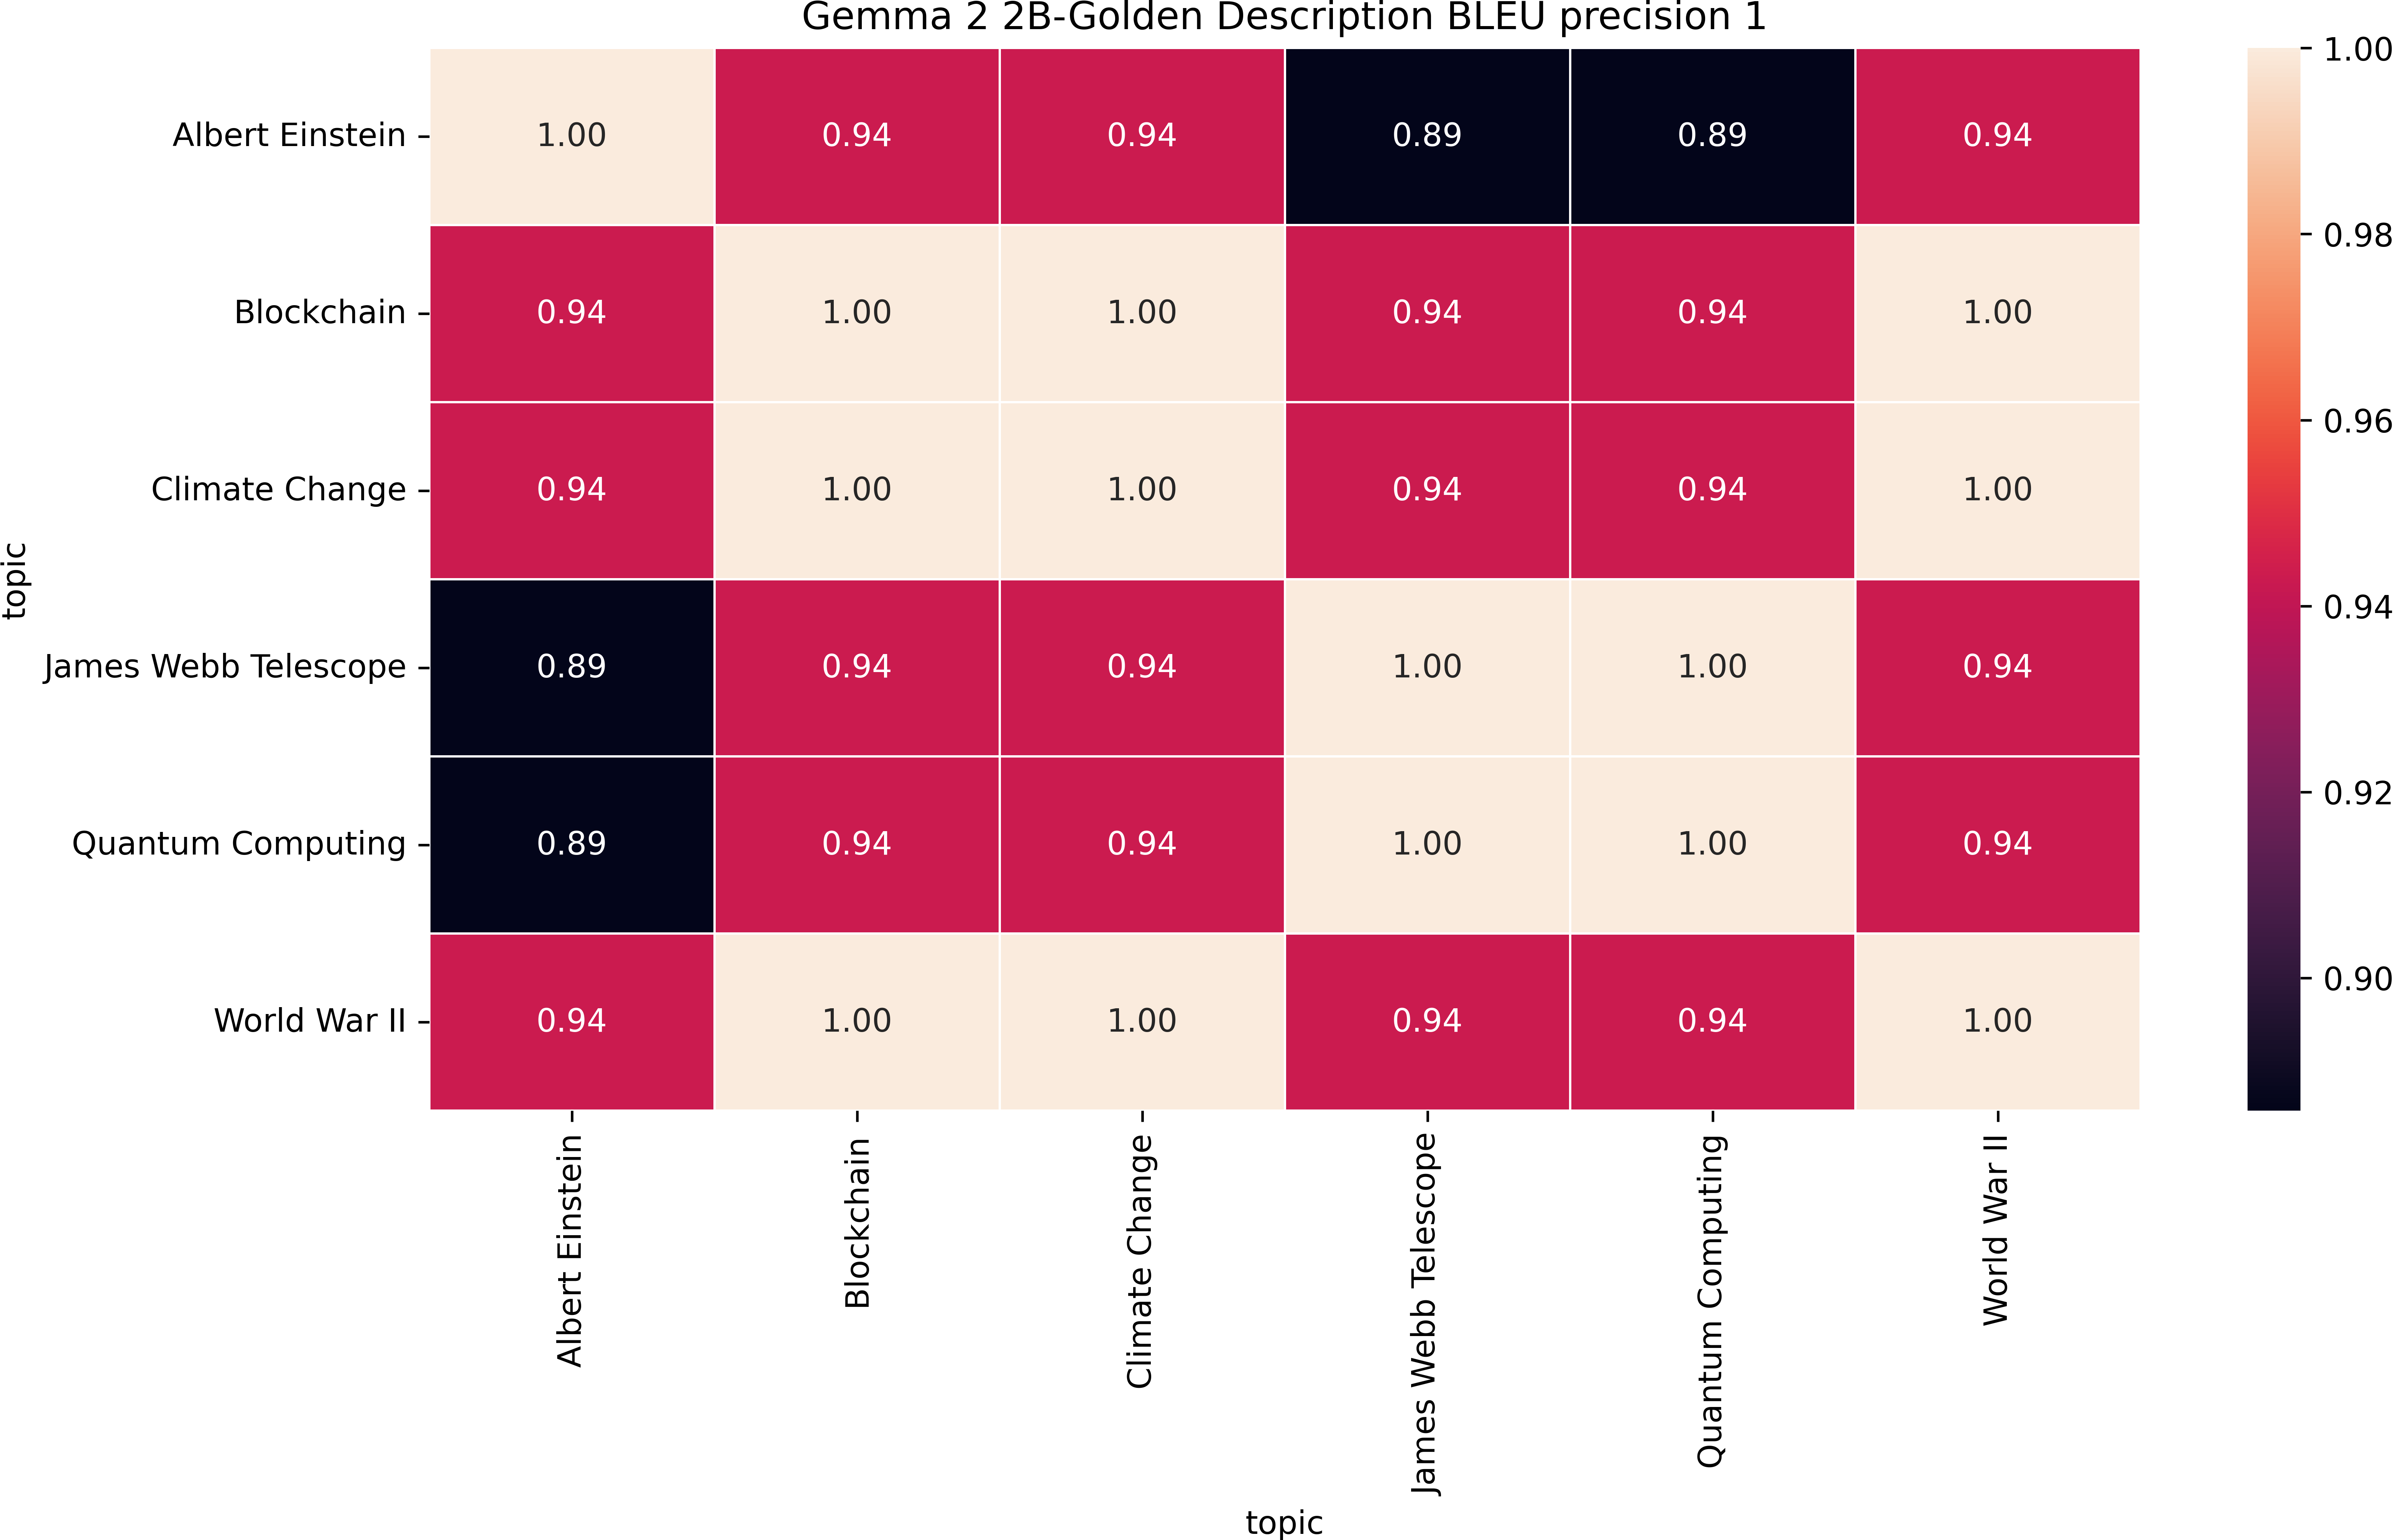 Gemma 2 2B-Golden Description BLEU precision 1
Albert Einstein 1.00 0.94 0.94 0.89 0.89 0.94
Blockchain 0.94 1.00 1.00 0.94 0.94 1.00
Climate Change 0.94 1.00 1.00 0.94 0.94 1.00
James Webb Telescope 0.89 0.94 0.94 1.00 1.00 0.94
Quantum Computing 0.89 0.94 0.94 1.00 1.00 0.94
World War II 0.94 1.00 1.00 0.94 0.94 1.00
topic
Albert Einstein
Blockchain
Climate Change
James Webb Telescope
Quantum Computing
World War II
topic
1.00
0.98
0.96
0.94
0.92
0.90